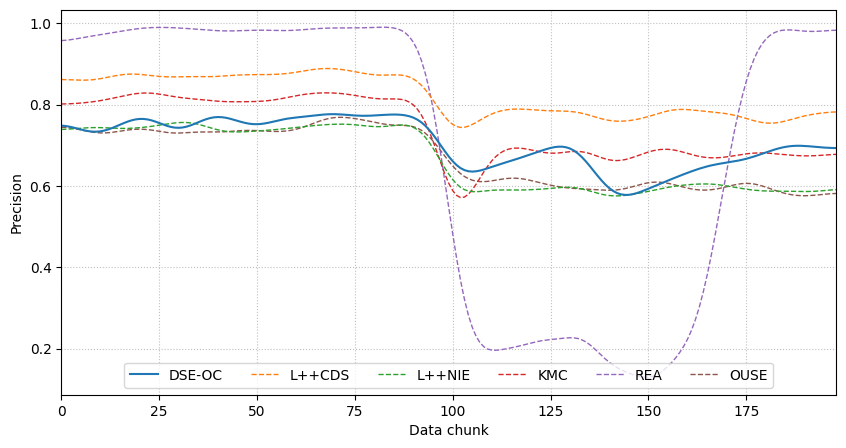 1.0
0.8
0.6
0.4
0.2
Precision
DSE-OC L++CDS L++NIE KMC REA OUSE
0 25 50 75 100 125 150 175
Data chunk